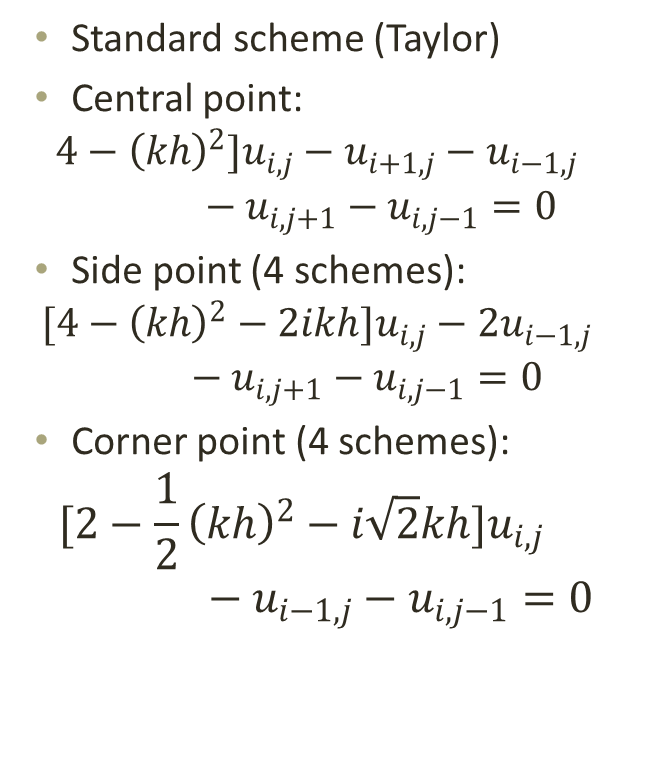 • Standard scheme (Taylor)
• Central point:
4 − (kh)²]u_{i,j} − u_{i+1,j} − u_{i−1,j}
− u_{i,j+1} − u_{i,j−1} = 0
• Side point (4 schemes):
[4 − (kh)² − 2ikh]u_{i,j} − 2u_{i−1,j}
− u_{i,j+1} − u_{i,j−1} = 0
• Corner point (4 schemes):
[2 − \frac{1}{2}(kh)² − i√2kh]u_{i,j}
− u_{i−1,j} − u_{i,j−1} = 0